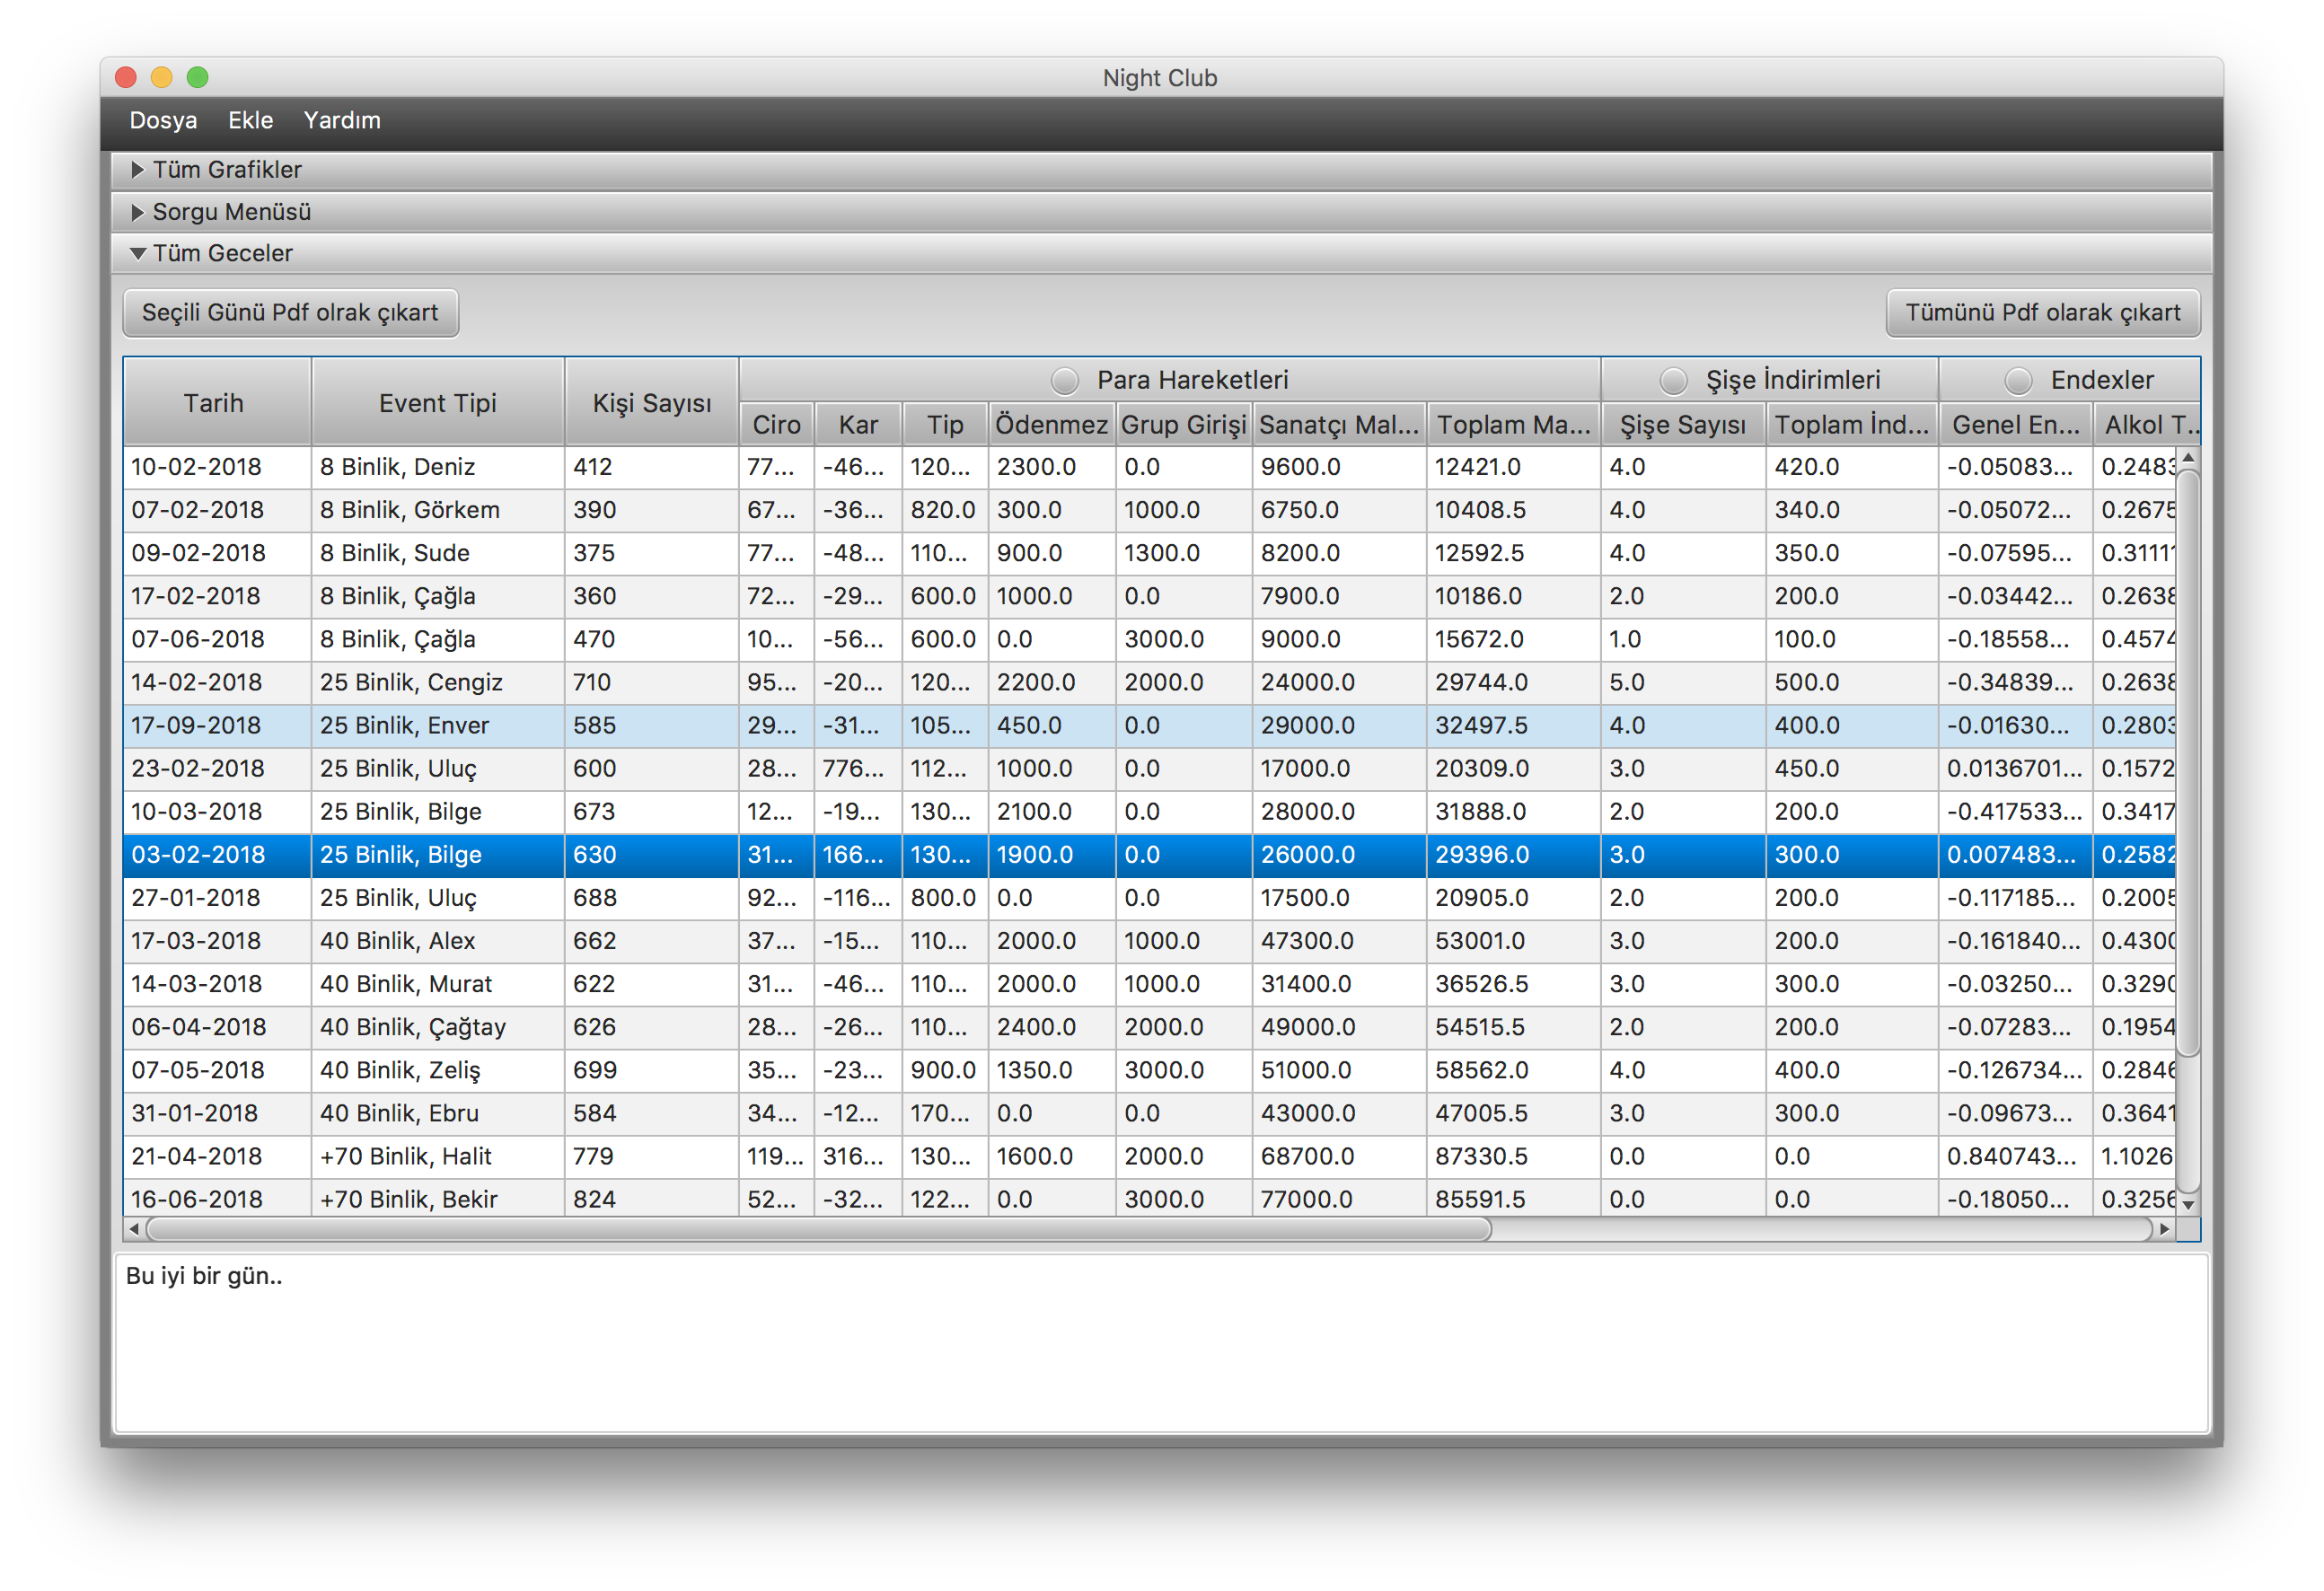 Night Club
Dosya Ekle Yardım
Tüm Grafikler
Sorgu Menüsü
Tüm Geceler
Seçili Günü Pdf olrak çıkart Tümünü Pdf olarak çıkart
Tarih Event Tipi Kişi Sayısı Para Hareketleri Şişe İndirimleri Endexler
Ciro Kar Tip Ödenmez Grup Girişi Sanatçı Mal... Toplam Ma... Şişe Sayısı Toplam İnd... Genel En... Alkol T...
10-02-2018 8 Binlik, Deniz 412 77... -46... 120... 2300.0 0.0 9600.0 12421.0 4.0 420.0 -0.05083... 0.2483
07-02-2018 8 Binlik, Görkem 390 67... -36... 820.0 300.0 1000.0 6750.0 10408.5 4.0 340.0 -0.05072... 0.2675
09-02-2018 8 Binlik, Sude 375 77... -48... 110... 900.0 1300.0 8200.0 12592.5 4.0 350.0 -0.07595... 0.31111
17-02-2018 8 Binlik, Çağla 360 72... -29... 600.0 1000.0 0.0 7900.0 10186.0 2.0 200.0 -0.03442... 0.2638
07-06-2018 8 Binlik, Çağla 470 10... -56... 600.0 0.0 3000.0 9000.0 15672.0 1.0 100.0 -0.18558... 0.4574
14-02-2018 25 Binlik, Cengiz 710 95... -20... 120... 2200.0 2000.0 24000.0 29744.0 5.0 500.0 -0.34839... 0.2638
17-09-2018 25 Binlik, Enver 585 29... -31... 105... 450.0 0.0 29000.0 32497.5 4.0 400.0 -0.01630... 0.2803
23-02-2018 25 Binlik, Uluç 600 28... 776... 112... 1000.0 0.0 17000.0 20309.0 3.0 450.0 0.0136701... 0.1572
10-03-2018 25 Binlik, Bilge 673 12... -19... 130... 2100.0 0.0 28000.0 31888.0 2.0 200.0 -0.417533... 0.3417
03-02-2018 25 Binlik, Bilge 630 31... 166... 130... 1900.0 0.0 26000.0 29396.0 3.0 300.0 0.007483... 0.2582
27-01-2018 25 Binlik, Uluç 688 92... -116... 800.0 0.0 0.0 17500.0 20905.0 2.0 200.0 -0.117185... 0.2005
17-03-2018 40 Binlik, Alex 662 37... -15... 110... 2000.0 1000.0 47300.0 53001.0 3.0 200.0 -0.161840... 0.4300
14-03-2018 40 Binlik, Murat 622 31... -46... 110... 2000.0 1000.0 31400.0 36526.5 3.0 300.0 -0.03250... 0.3290
06-04-2018 40 Binlik, Çağtay 626 28... -26... 110... 2400.0 2000.0 49000.0 54515.5 2.0 200.0 -0.07283... 0.1954
07-05-2018 40 Binlik, Zeliş 699 35... -23... 900.0 1350.0 3000.0 51000.0 58562.0 4.0 400.0 -0.126734... 0.2846
31-01-2018 40 Binlik, Ebru 584 34... -12... 170... 0.0 0.0 43000.0 47005.5 3.0 300.0 -0.09673... 0.3641
21-04-2018 +70 Binlik, Halit 779 119... 316... 130... 1600.0 2000.0 68700.0 87330.5 0.0 0.0 0.840743... 1.1026
16-06-2018 +70 Binlik, Bekir 824 52... -32... 122... 0.0 3000.0 77000.0 85591.5 0.0 0.0 -0.18050... 0.3256
Bu iyi bir gün..